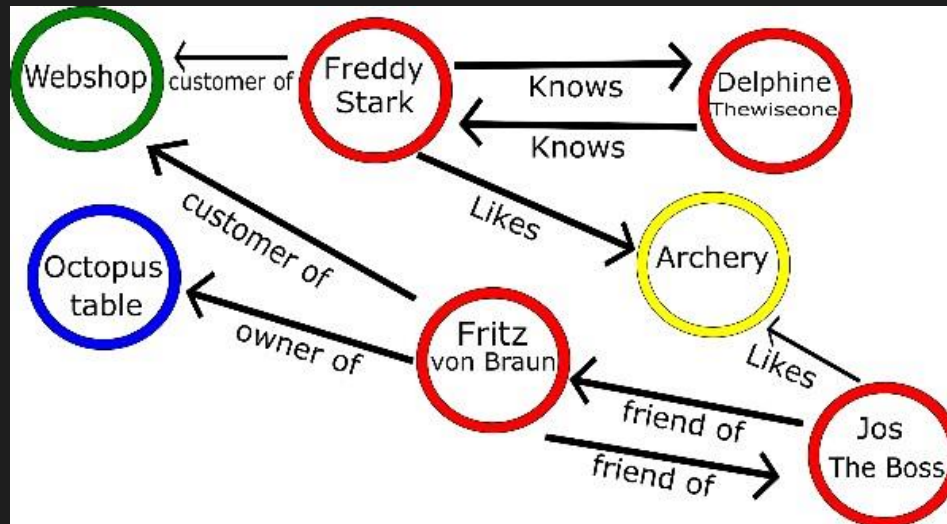 Webshop
customer of
Freddy
Stark
Knows
Delphine
Thewiseone
Knows
Likes
customer of
Octopus
table
Archery
owner of
Fritz
von Braun
Likes
friend of
Jos
The Boss
friend of